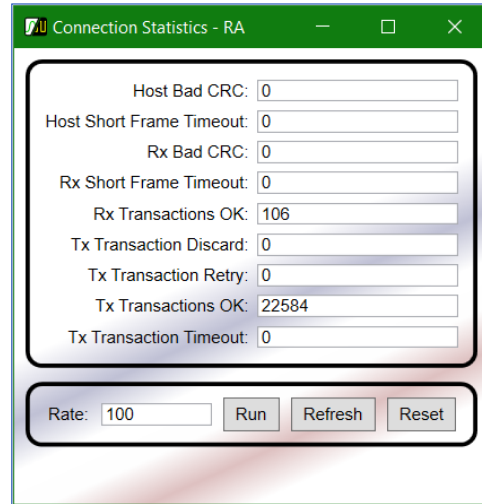 Connection Statistics - RA
Host Bad CRC: 0
Host Short Frame Timeout: 0
Rx Bad CRC: 0
Rx Short Frame Timeout: 0
Rx Transactions OK: 106
Tx Transaction Discard: 0
Tx Transaction Retry: 0
Tx Transactions OK: 22584
Tx Transaction Timeout: 0
Rate: 100 Run Refresh Reset